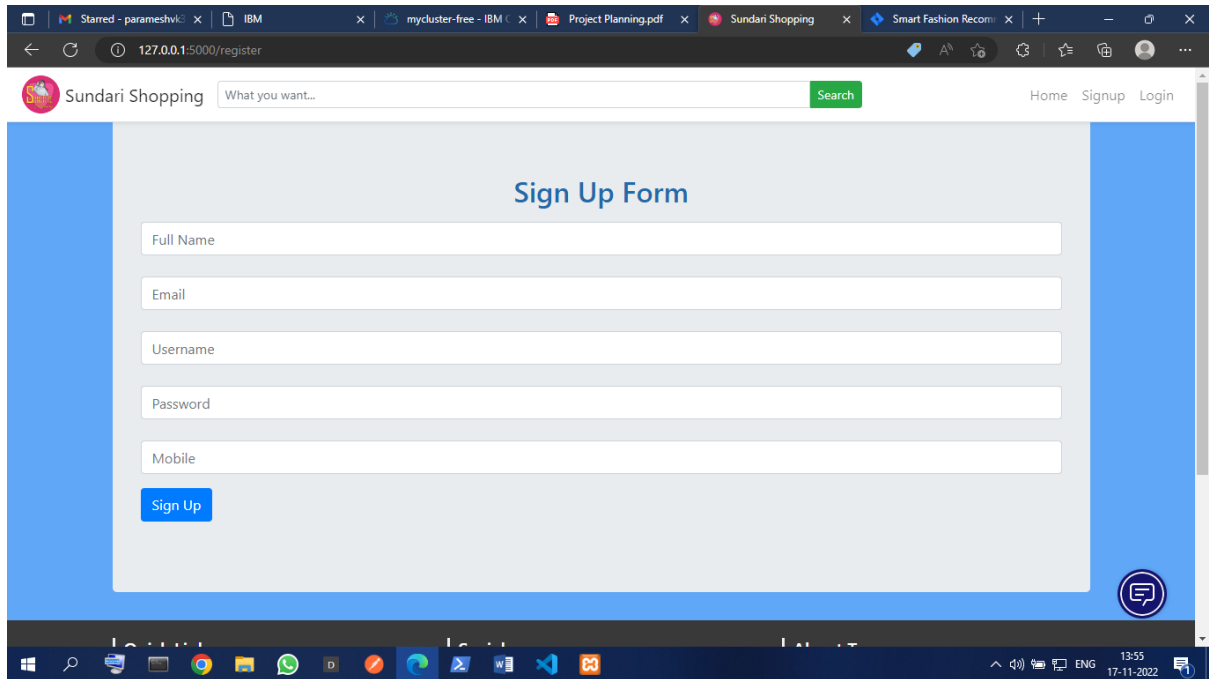 Starred - parameshvk3
IBM
mycluster-free - IBM C
Project Planning.pdf
Sundari Shopping
Smart Fashion Recom
127.0.0.1:5000/register
Sundari Shopping
What you want...
Search
Home Signup Login
Sign Up Form
Full Name
Email
Username
Password
Mobile
Sign Up
ENG
13:55
17-11-2022